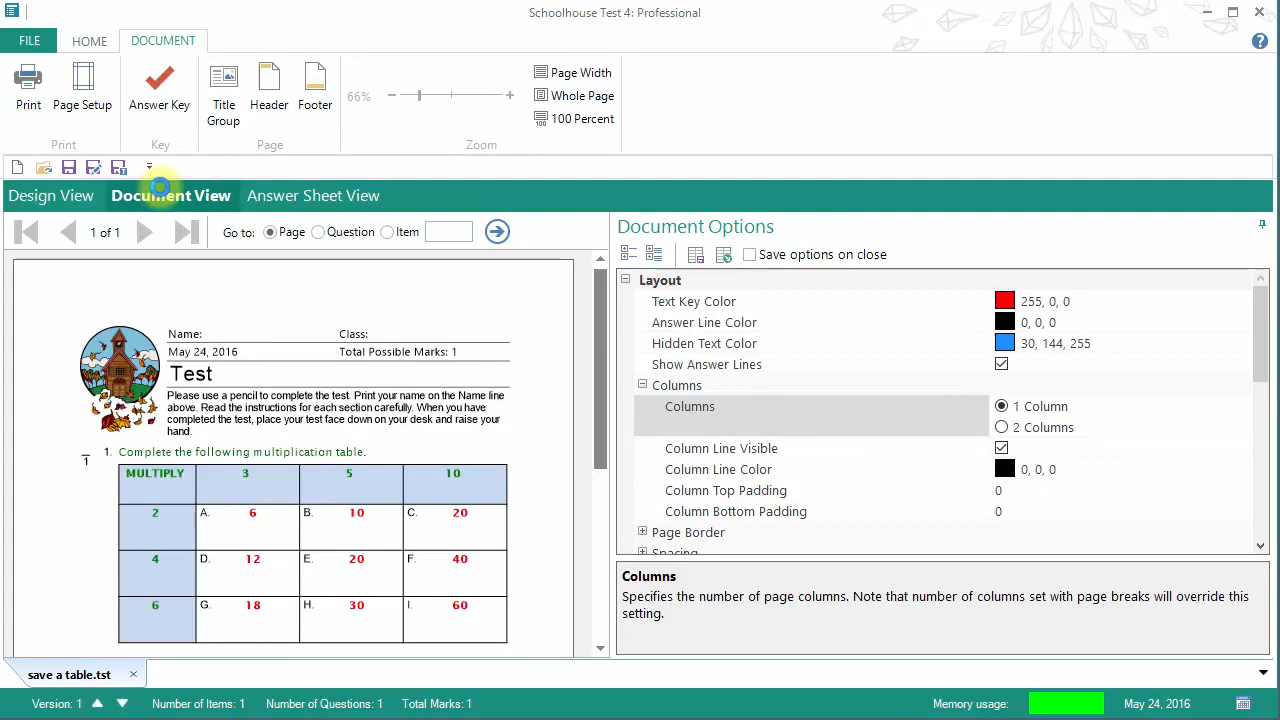 Schoolhouse Test 4: Professional
FILE HOME DOCUMENT
Print Page Setup Answer Key Title Group Header Footer
66% − + Page Width
Whole Page
100 Percent
Print Key Page Zoom
Design View Document View Answer Sheet View
1 of 1 Go to: Page Question Item
Name: Class:
May 24, 2016 Total Possible Marks: 1
Test
Please use a pencil to complete the test. Print your name on the Name line
above. Read the instructions for each section carefully. When you have
completed the test, place your test face down on your desk and raise your
hand.
1
1. Complete the following multiplication table.
MULTIPLY 3 5 10
2 A. 6 B. 10 C. 20
4 D. 12 E. 20 F. 40
6 G. 18 H. 30 I. 60
Document Options
Save options on close
Layout
Text Key Color 255, 0, 0
Answer Line Color 0, 0, 0
Hidden Text Color 30, 144, 255
Show Answer Lines
Columns
Columns 1 Column
2 Columns
Column Line Visible
Column Line Color 0, 0, 0
Column Top Padding 0
Column Bottom Padding 0
Page Border
Spacing
Columns
Specifies the number of page columns. Note that number of columns set with page breaks will override this
setting.
save a table.tst
Version: 1 Number of Items: 1 Number of Questions: 1 Total Marks: 1 Memory usage: May 24, 2016